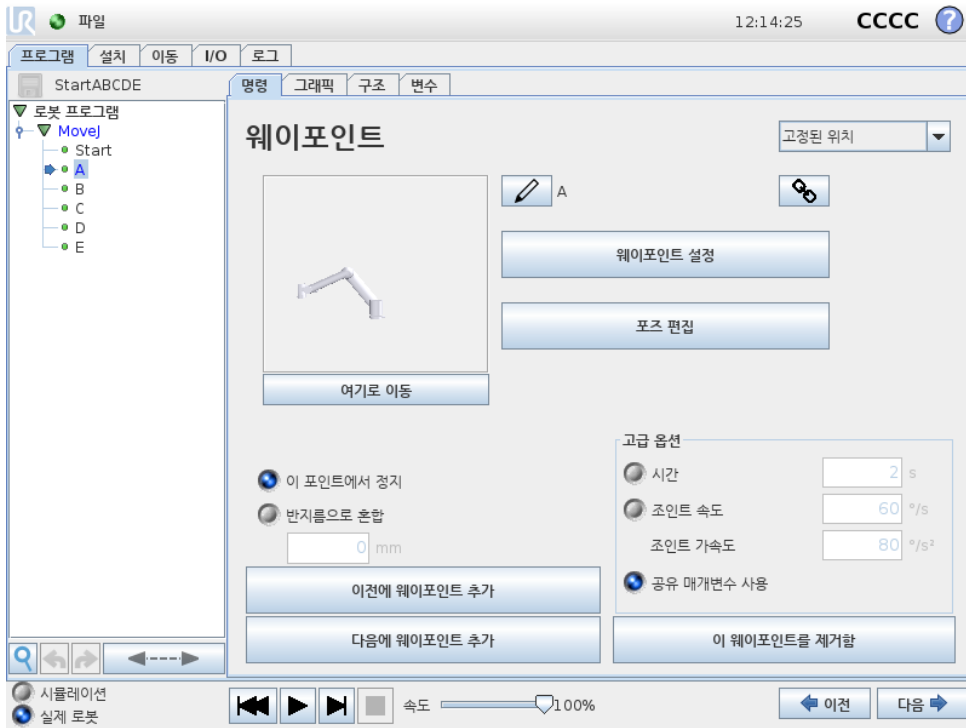 UR 파일 12:14:25 CCCC ?
프로그램 설치 이동 I/O 로그
StartABCDE
명령 그래픽 구조 변수
로봇 프로그램
MoveJ
Start
A
B
C
D
E
웨이포인트
고정된 위치
A
웨이포인트 설정
포즈 편집
여기로 이동
이 포인트에서 정지
반지름으로 혼합
0 mm
고급 옵션
시간 2 s
조인트 속도 60 °/s
조인트 가속도 80 °/s²
공유 매개변수 사용
이전에 웨이포인트 추가
다음에 웨이포인트 추가
이 웨이포인트를 제거함
시뮬레이션
실제 로봇
속도 100%
이전 다음